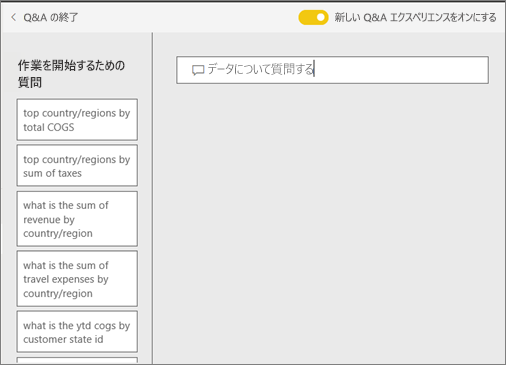 Q&A の終了
新しい Q&A エクスペリエンスをオンにする
作業を開始するための
質問
top country/regions by
total COGS
top country/regions by
sum of taxes
what is the sum of
revenue by
country/region
what is the sum of
travel expenses by
country/region
what is the ytd cogs by
customer state id
データについて質問する